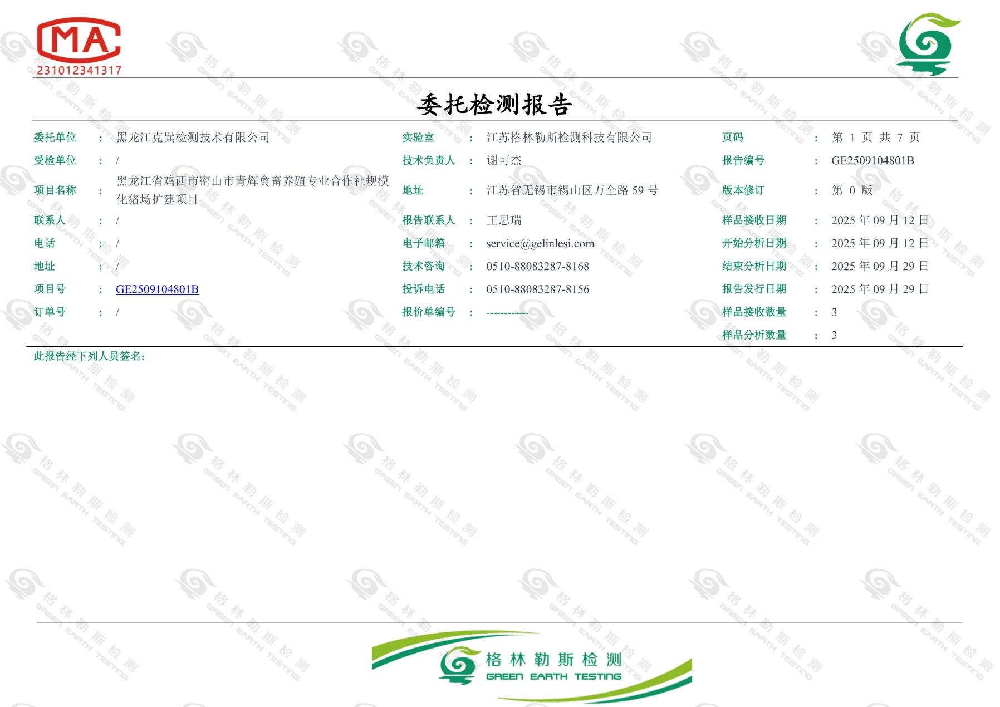 MA
231012341317
委托检测报告
委托单位 : 黑龙江克巽检测技术有限公司 实验室 : 江苏格林勒斯检测科技有限公司 页码 : 第 1 页 共 7 页
受检单位 : / 技术负责人 : 谢可杰 报告编号 : GE2509104801B
项目名称 : 黑龙江省鸡西市密山市青辉禽畜养殖专业合作社规模
化猪场扩建项目 地址 : 江苏省无锡市锡山区万全路 59 号 版本修订 : 第 0 版
联系人 : / 报告联系人 : 王思瑞 样品接收日期 : 2025 年 09 月 12 日
电话 : / 电子邮箱 : service@gelinlesi.com 开始分析日期 : 2025 年 09 月 12 日
地址 : / 技术咨询 : 0510-88083287-8168 结束分析日期 : 2025 年 09 月 29 日
项目号 : GE2509104801B 投诉电话 : 0510-88083287-8156 报告发行日期 : 2025 年 09 月 29 日
订单号 : / 报价单编号 : ------------ 样品接收数量 : 3
样品分析数量 : 3
此报告经下列人员签名:
格林勒斯检测
GREEN EARTH TESTING